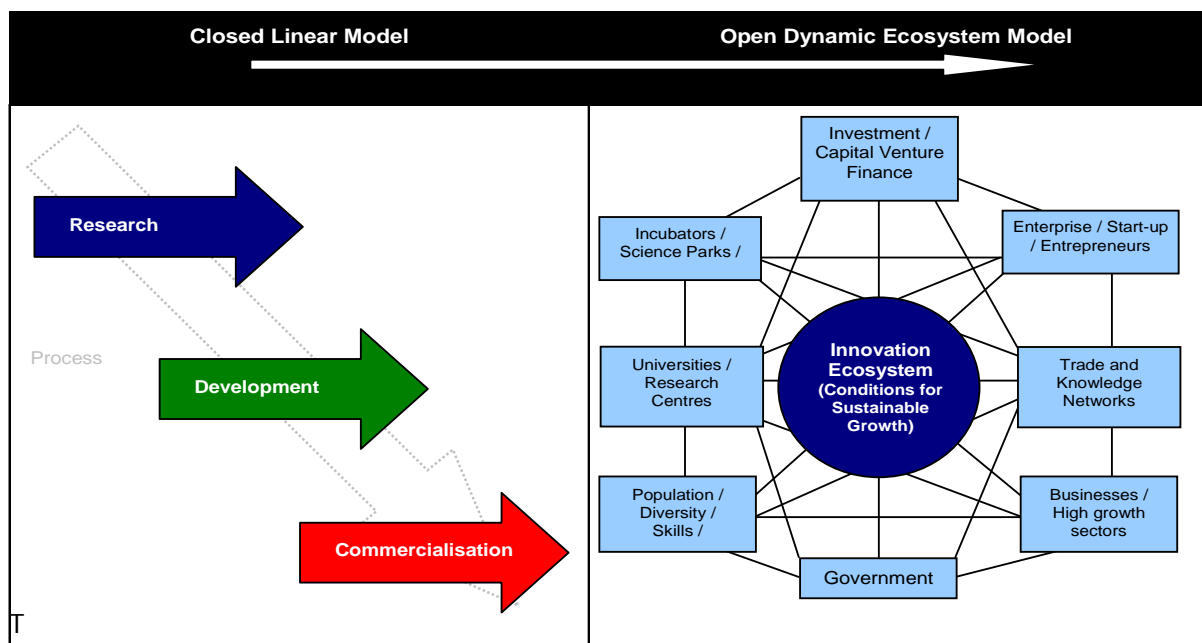 Closed Linear Model
Open Dynamic Ecosystem Model
Research
Process
Development
Commercialisation
T
Investment /
Capital Venture
Finance
Incubators /
Science Parks /
Enterprise / Start-up
/ Entrepreneurs
Universities /
Research
Centres
Innovation
Ecosystem
(Conditions for
Sustainable
Growth)
Trade and
Knowledge
Networks
Population /
Diversity /
Skills /
Businesses /
High growth
sectors
Government